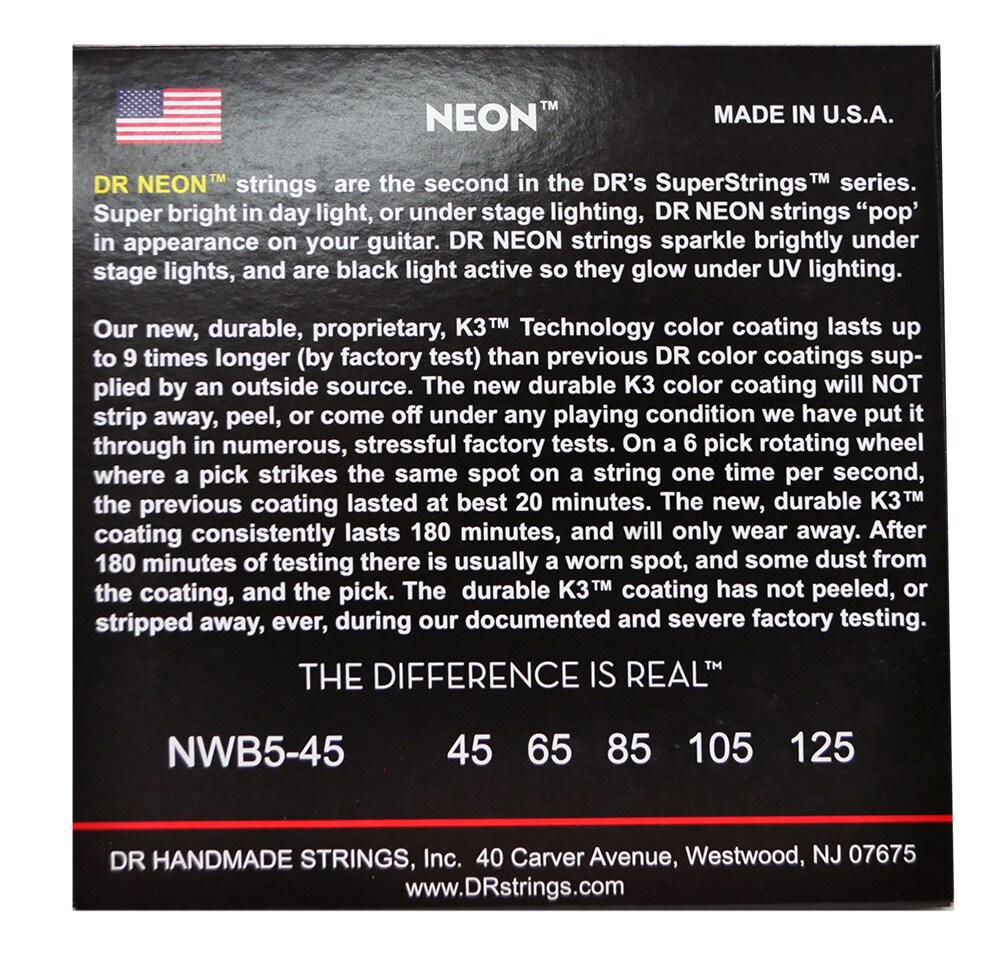 NEON™
MADE IN U.S.A.
DR NEON™ strings are the second in the DR's SuperStrings™ series.
Super bright in day light, or under stage lighting, DR NEON strings “pop’
in appearance on your guitar. DR NEON strings sparkle brightly under
stage lights, and are black light active so they glow under UV lighting.
Our new, durable, proprietary, K3™ Technology color coating lasts up
to 9 times longer (by factory test) than previous DR color coatings sup-
plied by an outside source. The new durable K3 color coating will NOT
strip away, peel, or come off under any playing condition we have put it
through in numerous, stressful factory tests. On a 6 pick rotating wheel
where a pick strikes the same spot on a string one time per second,
the previous coating lasted at best 20 minutes. The new, durable K3™
coating consistently lasts 180 minutes, and will only wear away. After
180 minutes of testing there is usually a worn spot, and some dust from
the coating, and the pick. The durable K3™ coating has not peeled, or
stripped away, ever, during our documented and severe factory testing.
THE DIFFERENCE IS REAL™
NWB5-45 45 65 85 105 125
DR HANDMADE STRINGS, Inc. 40 Carver Avenue, Westwood, NJ 07675
www.DRstrings.com